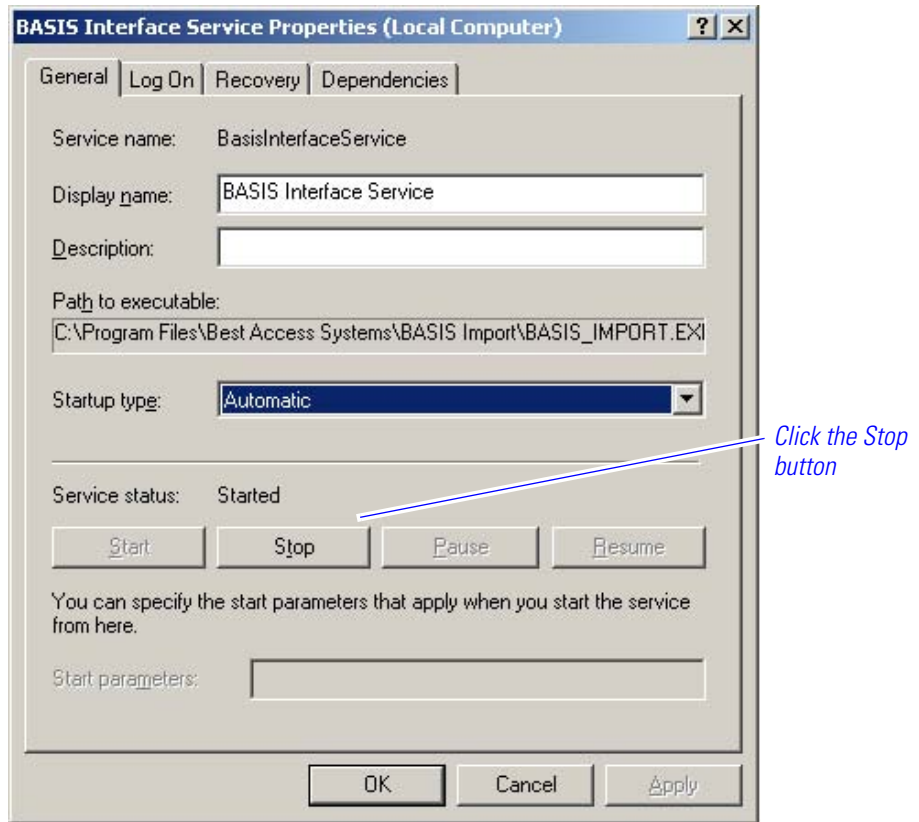 BASIS Interface Service Properties (Local Computer)
General Log On Recovery Dependencies
Service name: BasisInterfaceService
Display name: BASIS Interface Service
Description:
Path to executable:
C:\Program Files\Best Access Systems\BASIS Import\BASIS_IMPORT.EXE
Startup type: Automatic
Click the Stop
button
Service status: Started
Start Stop Pause Resume
You can specify the start parameters that apply when you start the service
from here.
Start parameters:
OK Cancel Apply